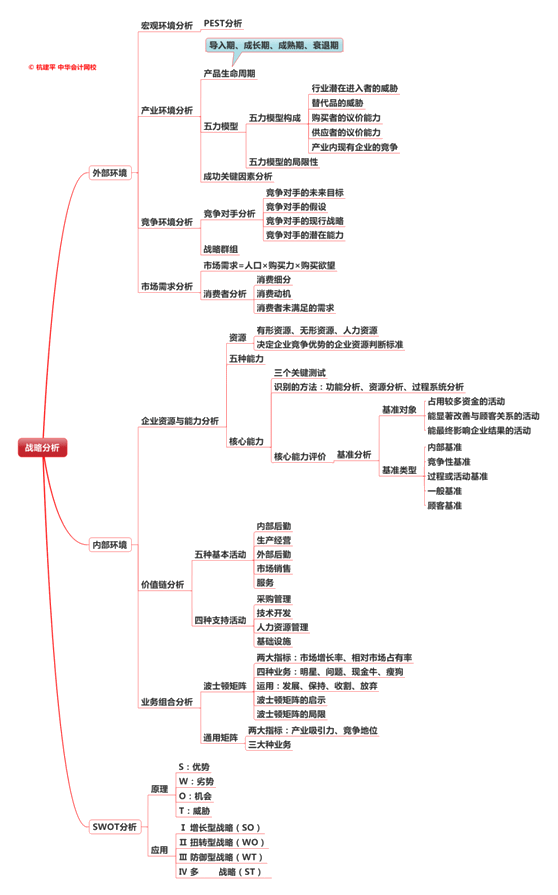 © 杭建平 中华会计网校
战略分析
外部环境
宏观环境分析
PEST分析
产业环境分析
导入期、成长期、成熟期、衰退期
产品生命周期
五力模型
五力模型构成
行业潜在进入者的威胁
替代品的威胁
购买者的议价能力
供应者的议价能力
产业内现有企业的竞争
五力模型的局限性
成功关键因素分析
竞争环境分析
竞争对手分析
竞争对手的未来目标
竞争对手的假设
竞争对手的现行战略
竞争对手的潜在能力
战略群组
市场需求分析
市场需求=人口×购买力×购买欲望
消费者分析
消费细分
消费动机
消费者未满足的需求
内部环境
企业资源与能力分析
资源
有形资源、无形资源、人力资源
决定企业竞争优势的企业资源判断标准
五种能力
核心能力
三个关键测试
识别的方法：功能分析、资源分析、过程系统分析
核心能力评价
基准分析
基准对象
占用较多资金的活动
能显著改善与顾客关系的活动
能最终影响企业结果的活动
基准类型
内部基准
竞争性基准
过程或活动基准
一般基准
顾客基准
价值链分析
五种基本活动
内部后勤
生产经营
外部后勤
市场销售
服务
四种支持活动
采购管理
技术开发
人力资源管理
基础设施
业务组合分析
波士顿矩阵
两大指标：市场增长率、相对市场占有率
四种业务：明星、问题、现金牛、瘦狗
运用：发展、保持、收割、放弃
波士顿矩阵的启示
波士顿矩阵的局限
通用矩阵
两大指标：产业吸引力、竞争地位
三大种业务
SWOT分析
原理
S：优势
W：劣势
O：机会
T：威胁
应用
Ⅰ 增长型战略（SO）
Ⅱ 扭转型战略（WO）
Ⅲ 防御型战略（WT）
Ⅳ 多 战略（ST）